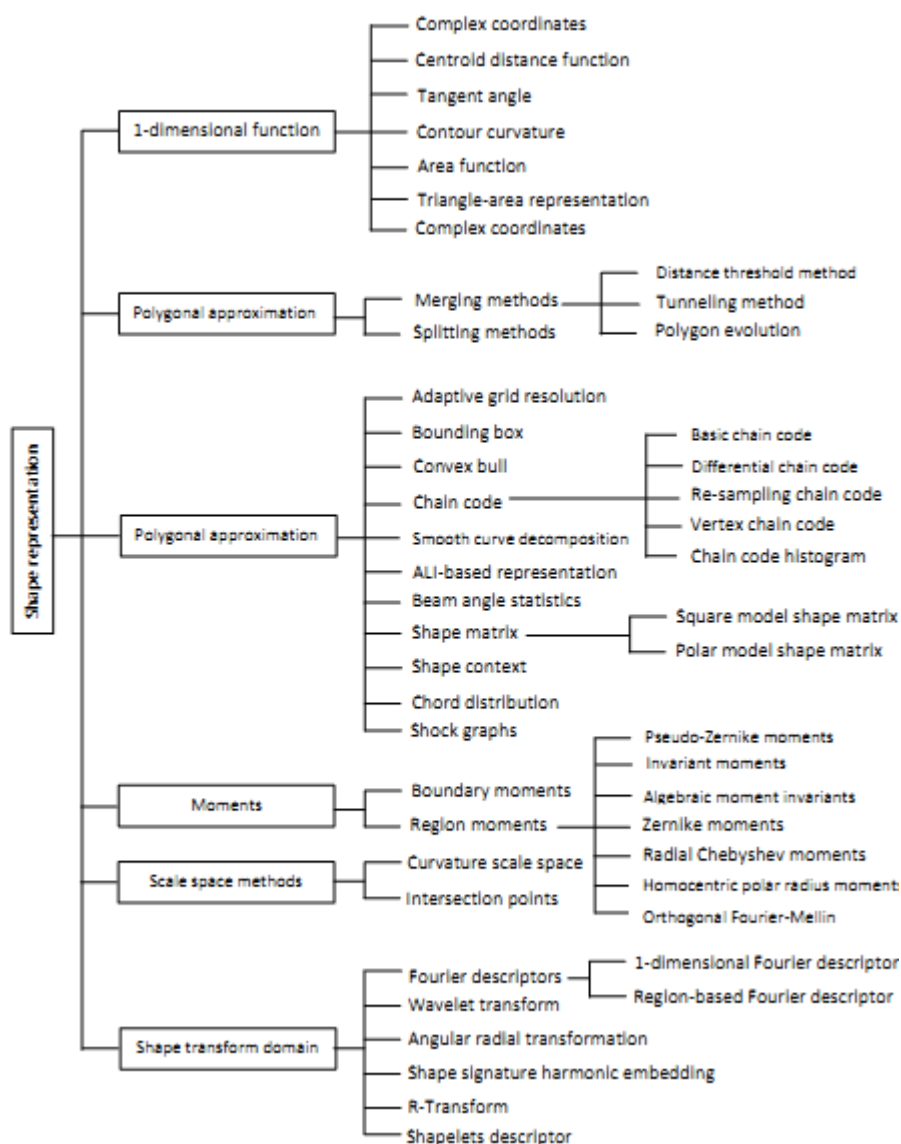 Shape representation
1-dimensional function
Complex coordinates
Centroid distance function
Tangent angle
Contour curvature
Area function
Triangle-area representation
Complex coordinates
Polygonal approximation
Merging methods
Splitting methods
Distance threshold method
Tunneling method
Polygon evolution
Polygonal approximation
Adaptive grid resolution
Bounding box
Convex bull
Chain code
Smooth curve decomposition
ALI-based representation
Beam angle statistics
Shape matrix
Shape context
Chord distribution
Shock graphs
Basic chain code
Differential chain code
Re-sampling chain code
Vertex chain code
Chain code histogram
Square model shape matrix
Polar model shape matrix
Moments
Boundary moments
Region moments
Pseudo-Zernike moments
Invariant moments
Algebraic moment invariants
Zernike moments
Radial Chebyshev moments
Homocentric polar radius moments
Orthogonal Fourier-Mellin
Scale space methods
Curvature scale space
Intersection points
Shape transform domain
Fourier descriptors
Wavelet transform
Angular radial transformation
Shape signature harmonic embedding
R-Transform
Shapelets descriptor
1-dimensional Fourier descriptor
Region-based Fourier descriptor